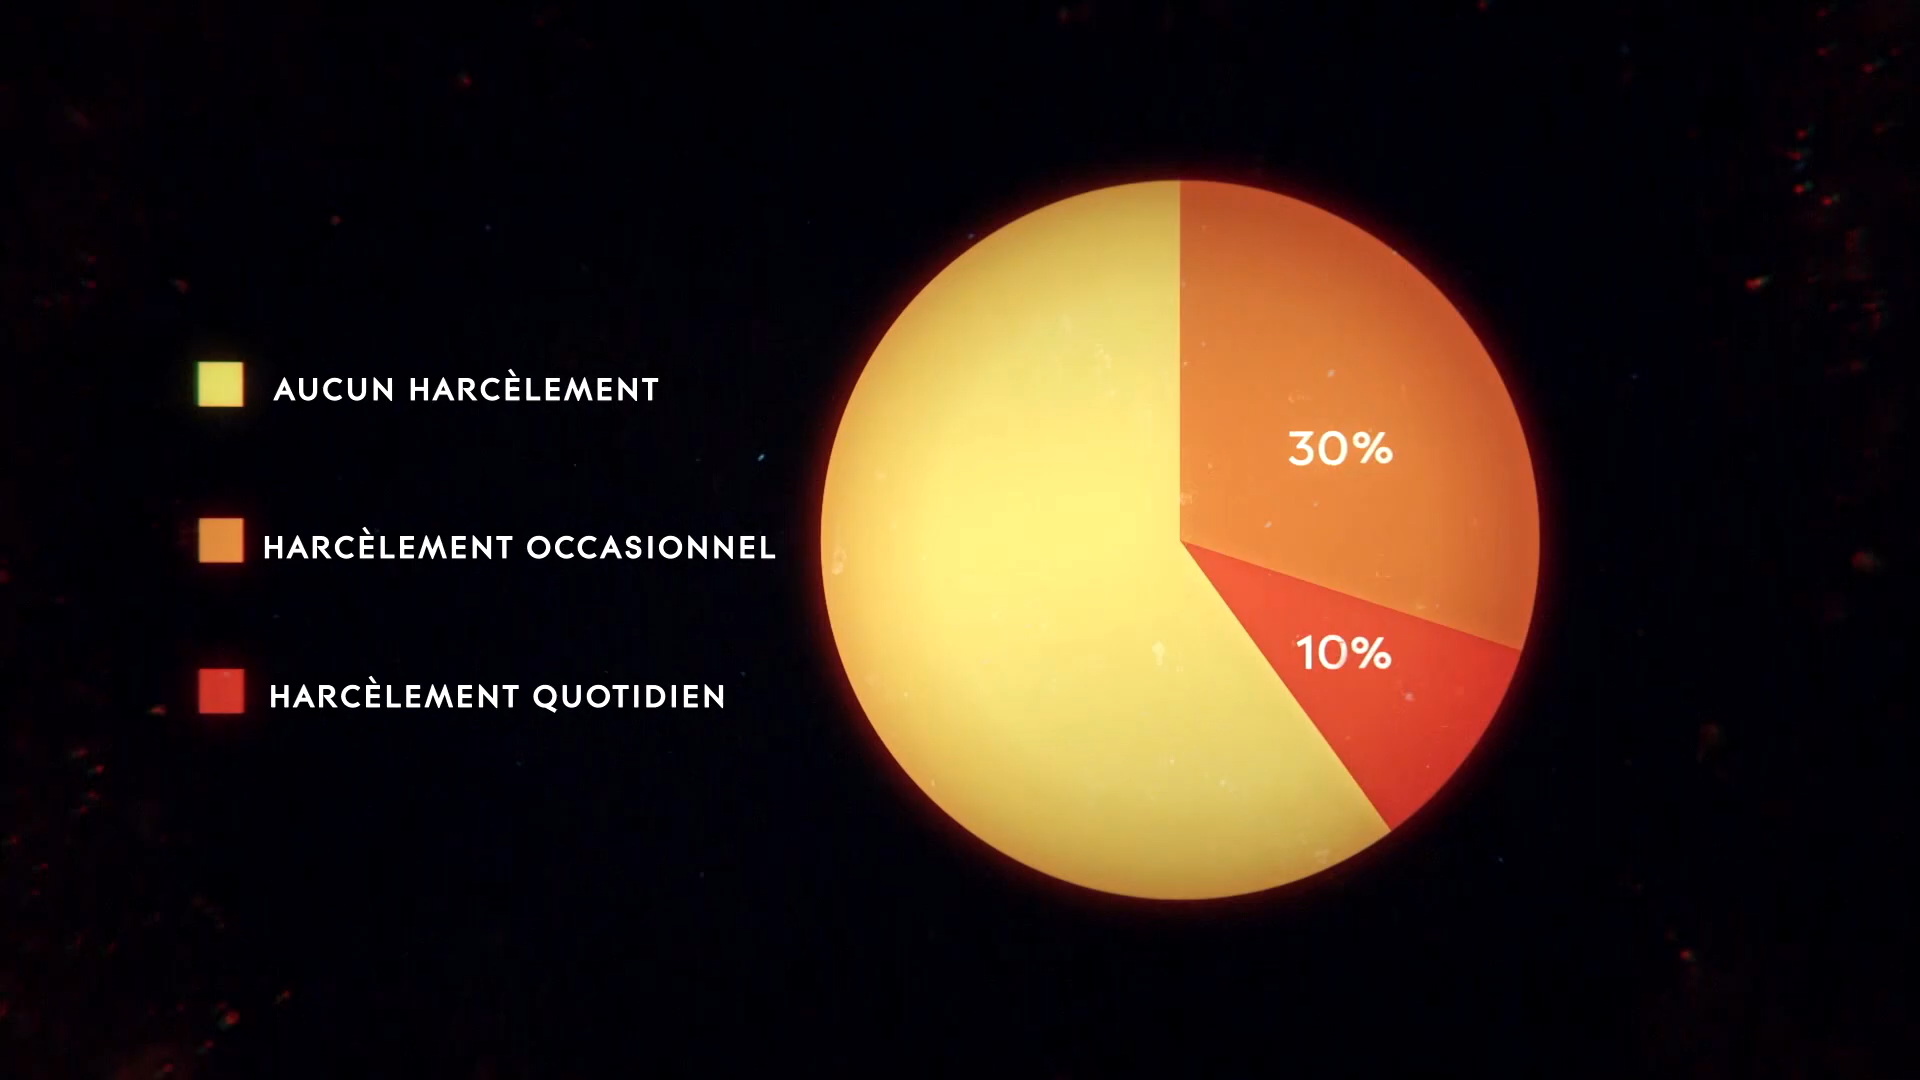 AUCUN HARCÈLEMENT
HARCÈLEMENT OCCASIONNEL
HARCÈLEMENT QUOTIDIEN
30%
10%